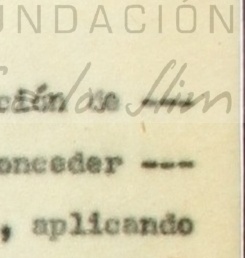 UNDACIÓN
ción de ---
onceder ---
, aplicando